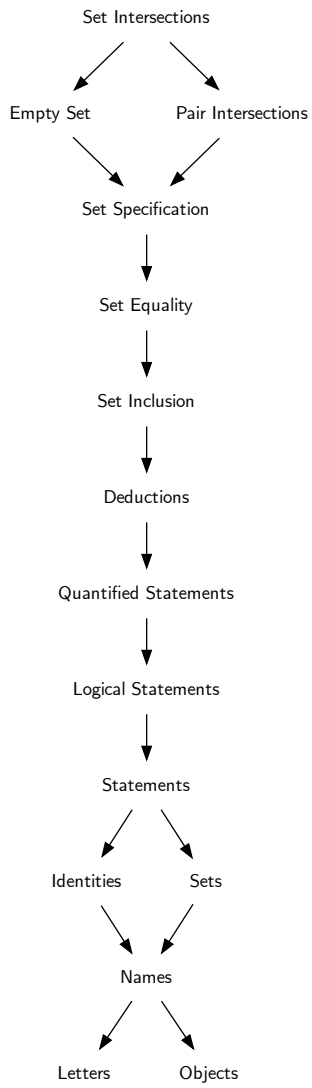 Set Intersections
Empty Set
Pair Intersections
Set Specification
Set Equality
Set Inclusion
Deductions
Quantified Statements
Logical Statements
Statements
Identities
Sets
Names
Letters
Objects